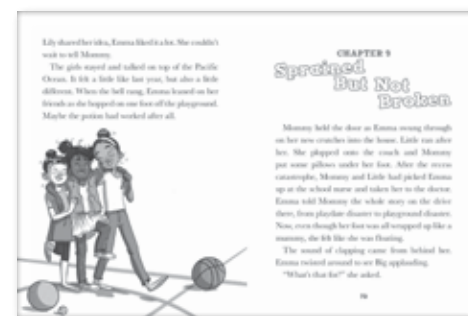 Lily shared her idea, Emma liked it a lot. She couldn't
wait to tell Mommy.
The girls stayed and talked on top of the Pacific
Ocean. It felt a little like last year, but also a little
different. When the bell rang, Emma leaned on her
friends as she hopped on one foot off the playground.
Maybe the potion had worked after all.
CHAPTER 9
Sprained
But Not
Broken
Mommy held the door as Emma swung through
on her new crutches into the house. Little ran after
her. She plopped onto the couch and Mommy
put some pillows under her foot. After the recess
catastrophe, Mommy and Little had picked Emma
up at the school nurse and taken her to the doctor.
Emma told Mommy the whole story on the drive
there, from playdate disaster to playground disaster.
Now, even though her foot was all wrapped up like a
mummy, she felt like she was floating.
The sound of clapping came from behind her.
Emma twisted around to see Big applauding.
"What's that for?" she asked.